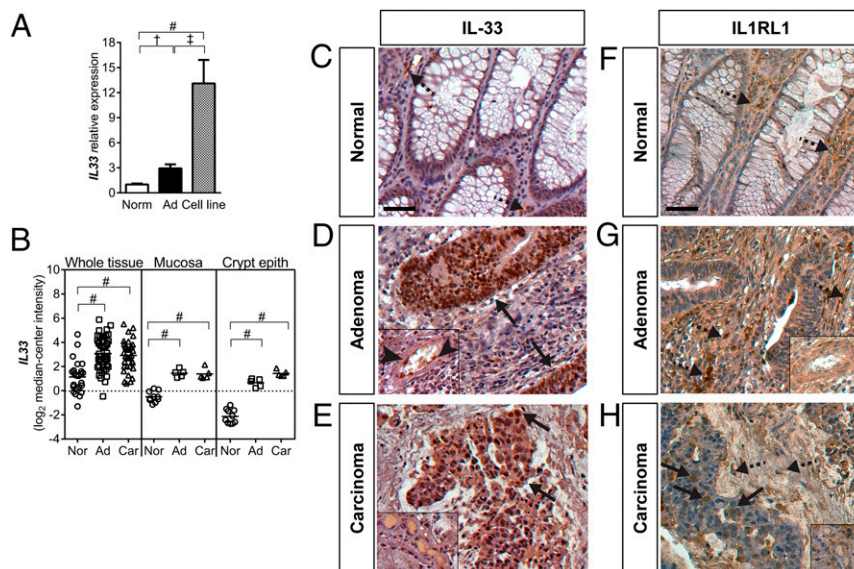 A
IL33 relative expression
18
15
12
9
6
3
0
#
†
‡
Norm Ad Cell line
B
Whole tissue Mucosa Crypt epith
IL33
(log2 median-center intensity)
10
8
6
4
2
0
-2
-4
#
#
#
#
#
#
Nor Ad Car Nor Ad Car Nor Ad Car
IL-33
C
Normal
D
Adenoma
E
Carcinoma
IL1RL1
F
Normal
G
Adenoma
H
Carcinoma